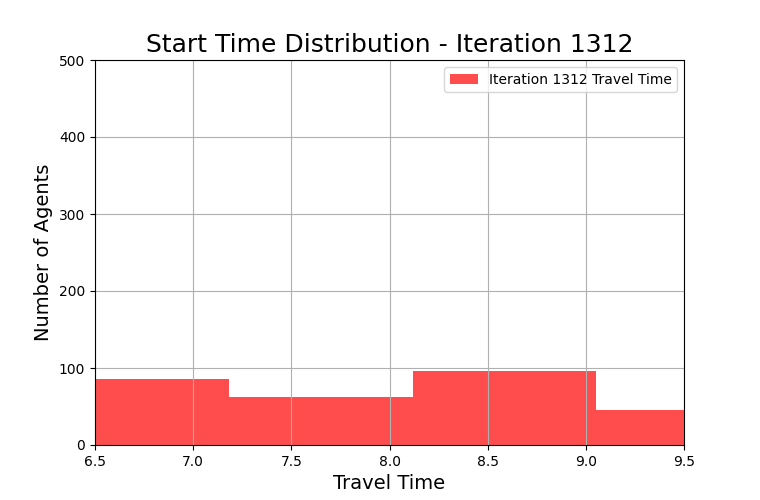 Start Time Distribution - Iteration 1312
500
Iteration 1312 Travel Time
400
300
200
100
0
Number of Agents
6.5 7.0 7.5 8.0 8.5 9.0 9.5
Travel Time